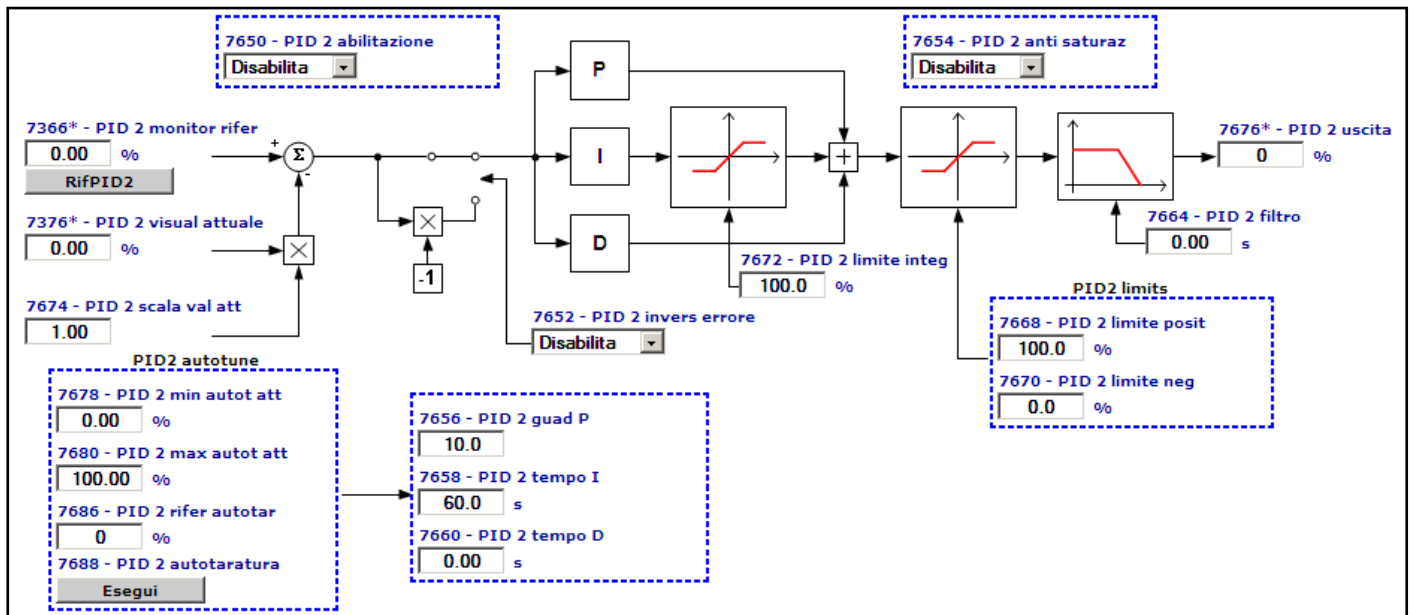 7650 - PID 2 abilitazione
Disabilita
7654 - PID 2 anti saturaz
Disabilita
7366* - PID 2 monitor rifer
0.00 %
RifPID2
7376* - PID 2 visual attuale
0.00 %
7674 - PID 2 scala val att
1.00
+
Σ
-
-1
P
I
D
+
7672 - PID 2 limite integ
100.0 %
7652 - PID 2 invers errore
Disabilita
7676* - PID 2 uscita
0 %
7664 - PID 2 filtro
0.00 s
PID2 limits
7668 - PID 2 limite posit
100.0 %
7670 - PID 2 limite neg
0.0 %
PID2 autotune
7678 - PID 2 min autot att
0.00 %
7680 - PID 2 max autot att
100.00 %
7686 - PID 2 rifer autotar
0 %
7688 - PID 2 autotaratura
Esegui
7656 - PID 2 guad P
10.0
7658 - PID 2 tempo I
60.0 s
7660 - PID 2 tempo D
0.00 s